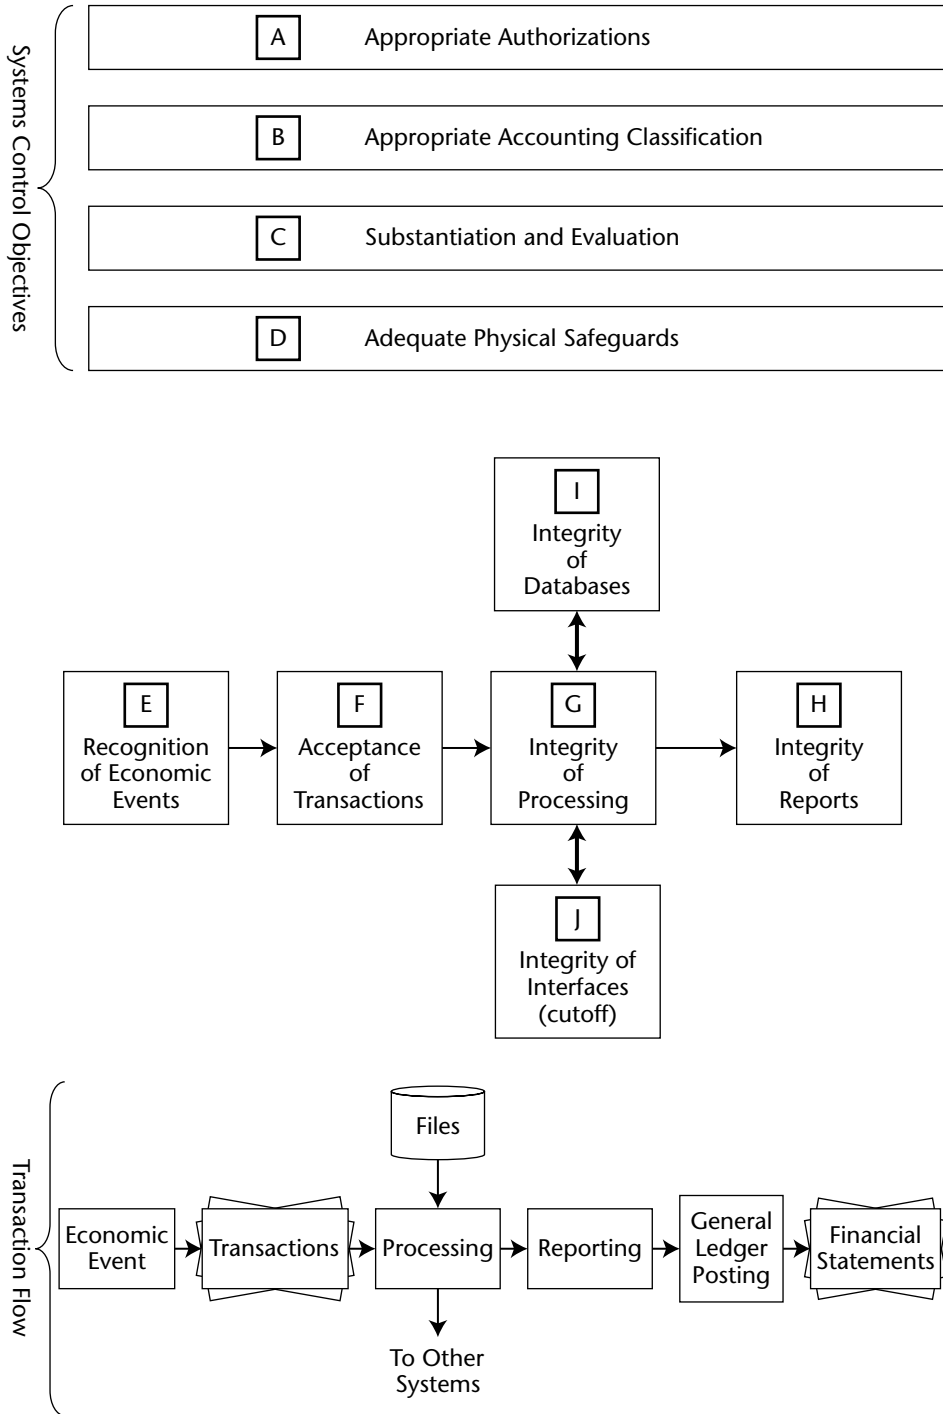 Systems Control Objectives
A Appropriate Authorizations
B Appropriate Accounting Classification
C Substantiation and Evaluation
D Adequate Physical Safeguards
I
Integrity
of
Databases
E
Recognition
of Economic
Events
F
Acceptance
of
Transactions
G
Integrity
of
Processing
H
Integrity
of
Reports
J
Integrity of
Interfaces
(cutoff)
Transaction Flow
Files
Economic
Event
Transactions
Processing
Reporting
General
Ledger
Posting
Financial
Statements
To Other
Systems